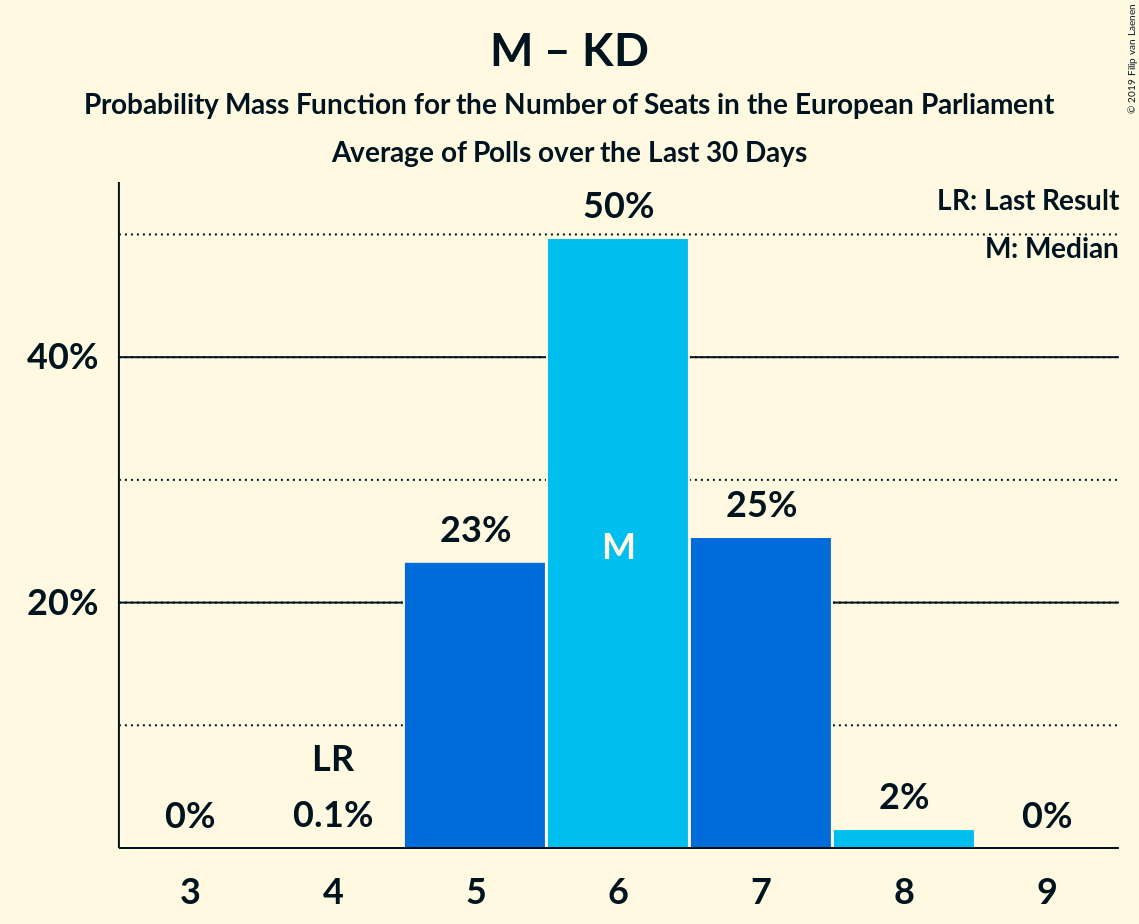 M – KD
Probability Mass Function for the Number of Seats in the European Parliament
Average of Polls over the Last 30 Days
© 2019 Filip van Laenen
LR: Last Result
M: Median
50%
40%
25%
23%
M
20%
LR
2%
0%
0.1%
0%
3 4 5 6 7 8 9